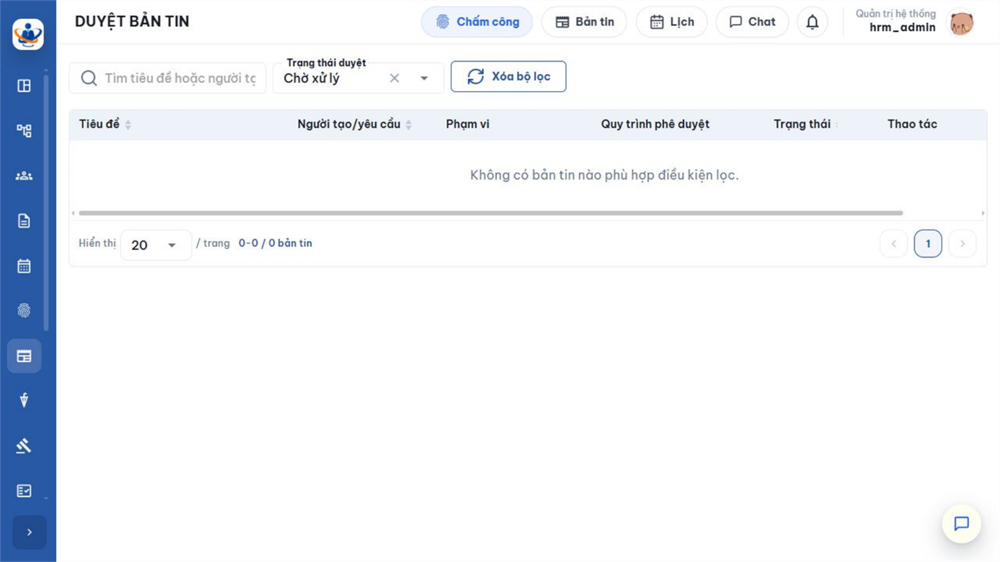 DUYỆT BẢN TIN
Chấm công
Bản tin
Lịch
Chat
Quản trị hệ thống
hrm_admin
Tìm tiêu đề hoặc người tạ
Trạng thái duyệt
Chờ xử lý
Xóa bộ lọc
Tiêu đề
Người tạo/yêu cầu
Phạm vi
Quy trình phê duyệt
Trạng thái
Thao tác
Không có bản tin nào phù hợp điều kiện lọc.
Hiển thị
20
/ trang
0-0 / 0 bản tin
1